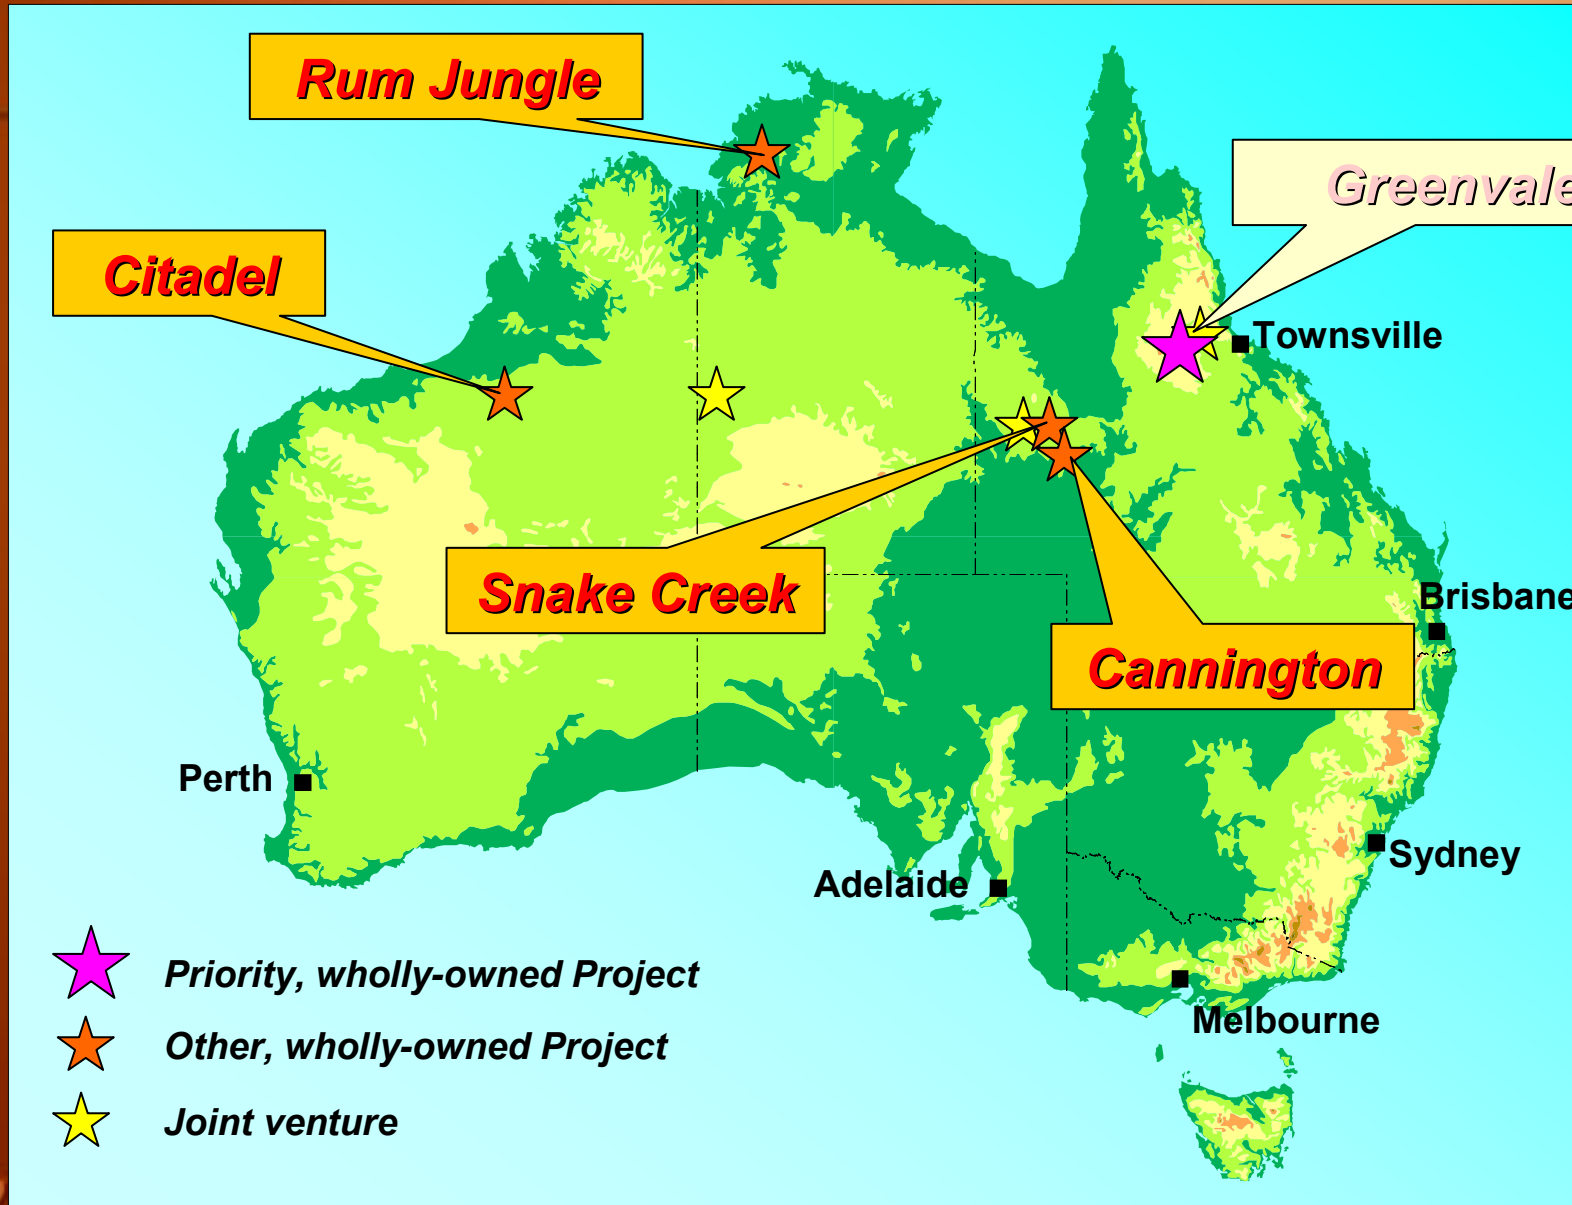 Rum Jungle
Greenvale
Citadel
Townsville
Snake Creek
Brisbane
Cannington
Perth
Sydney
Adelaide
Priority, wholly-owned Project
Melbourne
Other, wholly-owned Project
Joint venture